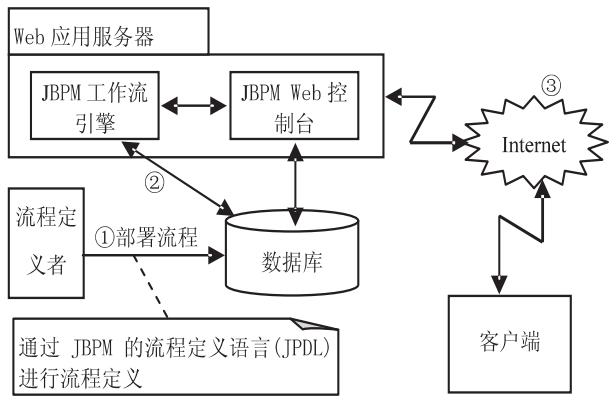 Web 应用服务器
JBPM 工作流
引擎
JBPM Web 控
制台
③
Internet
②
流程定
义者
①部署流程
数据库
客户端
通过 JBPM 的流程定义语言(JPDL)
进行流程定义